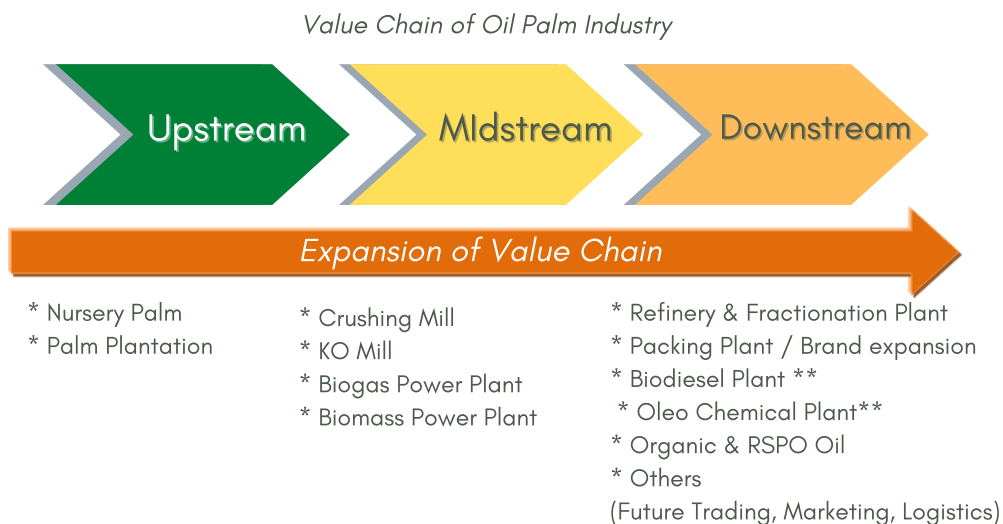 Value Chain of Oil Palm Industry
Upstream
MIdstream
Downstream
Expansion of Value Chain
* Nursery Palm
* Palm Plantation
* Crushing Mill
* KO Mill
* Biogas Power Plant
* Biomass Power Plant
* Refinery & Fractionation Plant
* Packing Plant / Brand expansion
* Biodiesel Plant **
* Oleo Chemical Plant**
* Organic & RSPO Oil
* Others
(Future Trading, Marketing, Logistics)